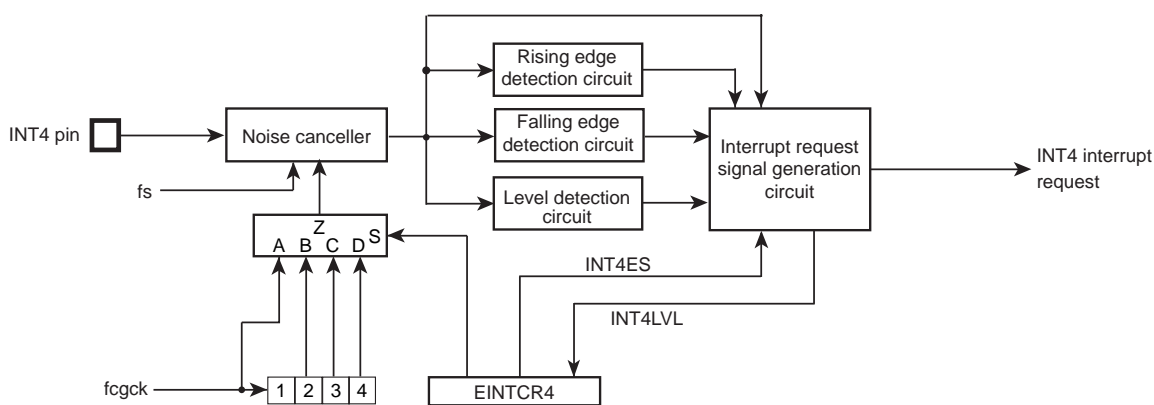 Rising edge
detection circuit
INT4 pin
Noise canceller
Falling edge
detection circuit
Interrupt request
signal generation
circuit
INT4 interrupt
request
fs
Level detection
circuit
Z
S
A B C D
INT4ES
INT4LVL
fcgck
1 2 3 4
EINTCR4